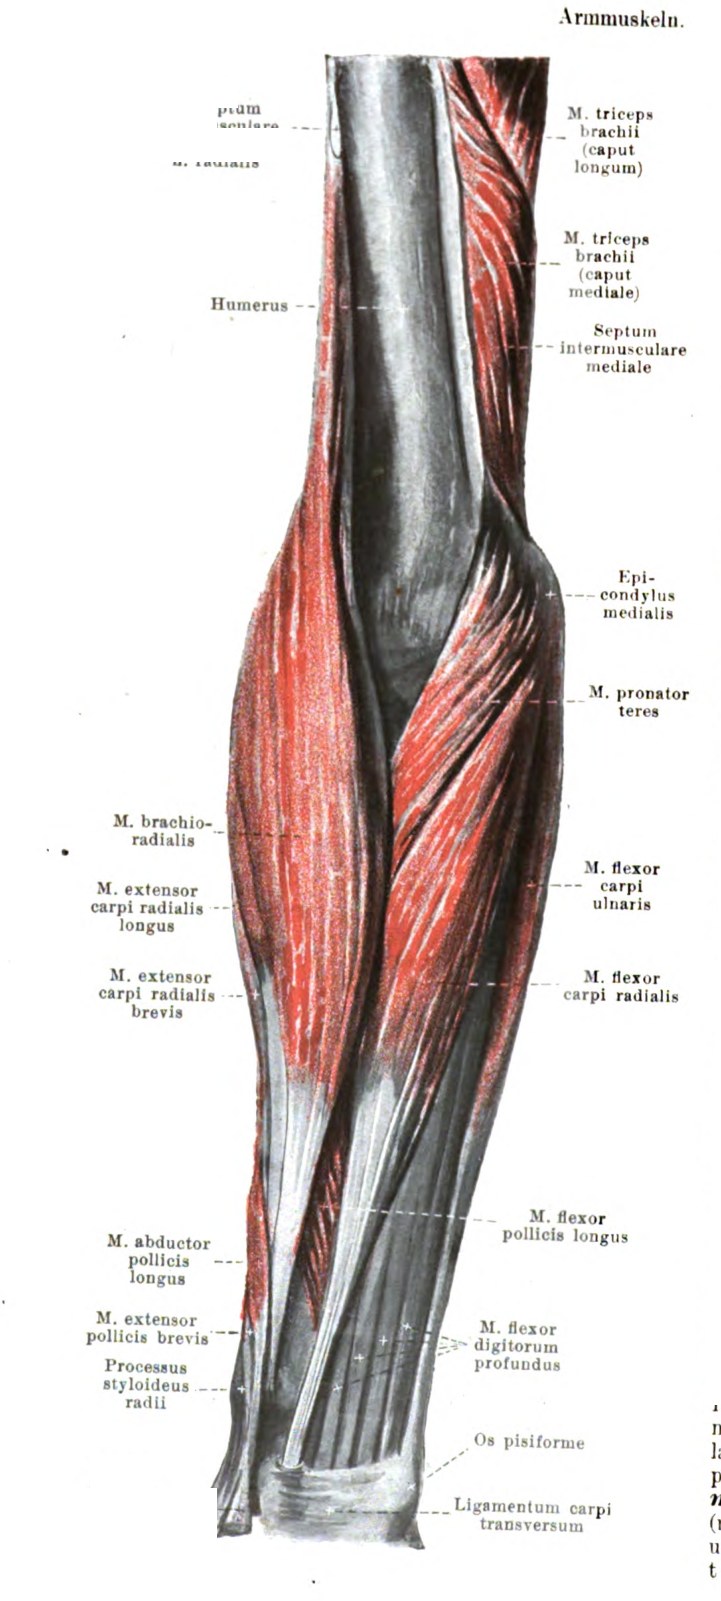 Armmuskeln.
M. triceps
brachii
(caput
longum)
M. triceps
brachii
(caput
mediale)
Humerus
Septum
intermusculare
mediale
Epi-
condylus
medialis
M. pronator
teres
M. brachio-
radialis
M. flexor
carpi
ulnaris
M. extensor
carpi radialis
longus
M. extensor
carpi radialis
brevis
M. flexor
carpi radialis
M. flexor
pollicis longus
M. abductor
pollicis
longus
M. extensor
pollicis brevis
M. flexor
digitorum
profundus
Processus
styloideus
radii
Os pisiforme
Ligamentum carpi
transversum